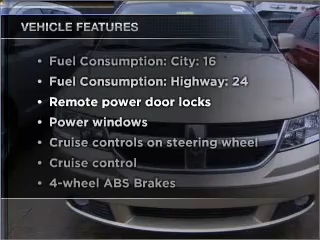 VEHICLE FEATURES
• Fuel Consumption: City: 16
• Fuel Consumption: Highway: 24
• Remote power door locks
• Power windows
• Cruise controls on steering wheel
• Cruise control
• 4-wheel ABS Brakes